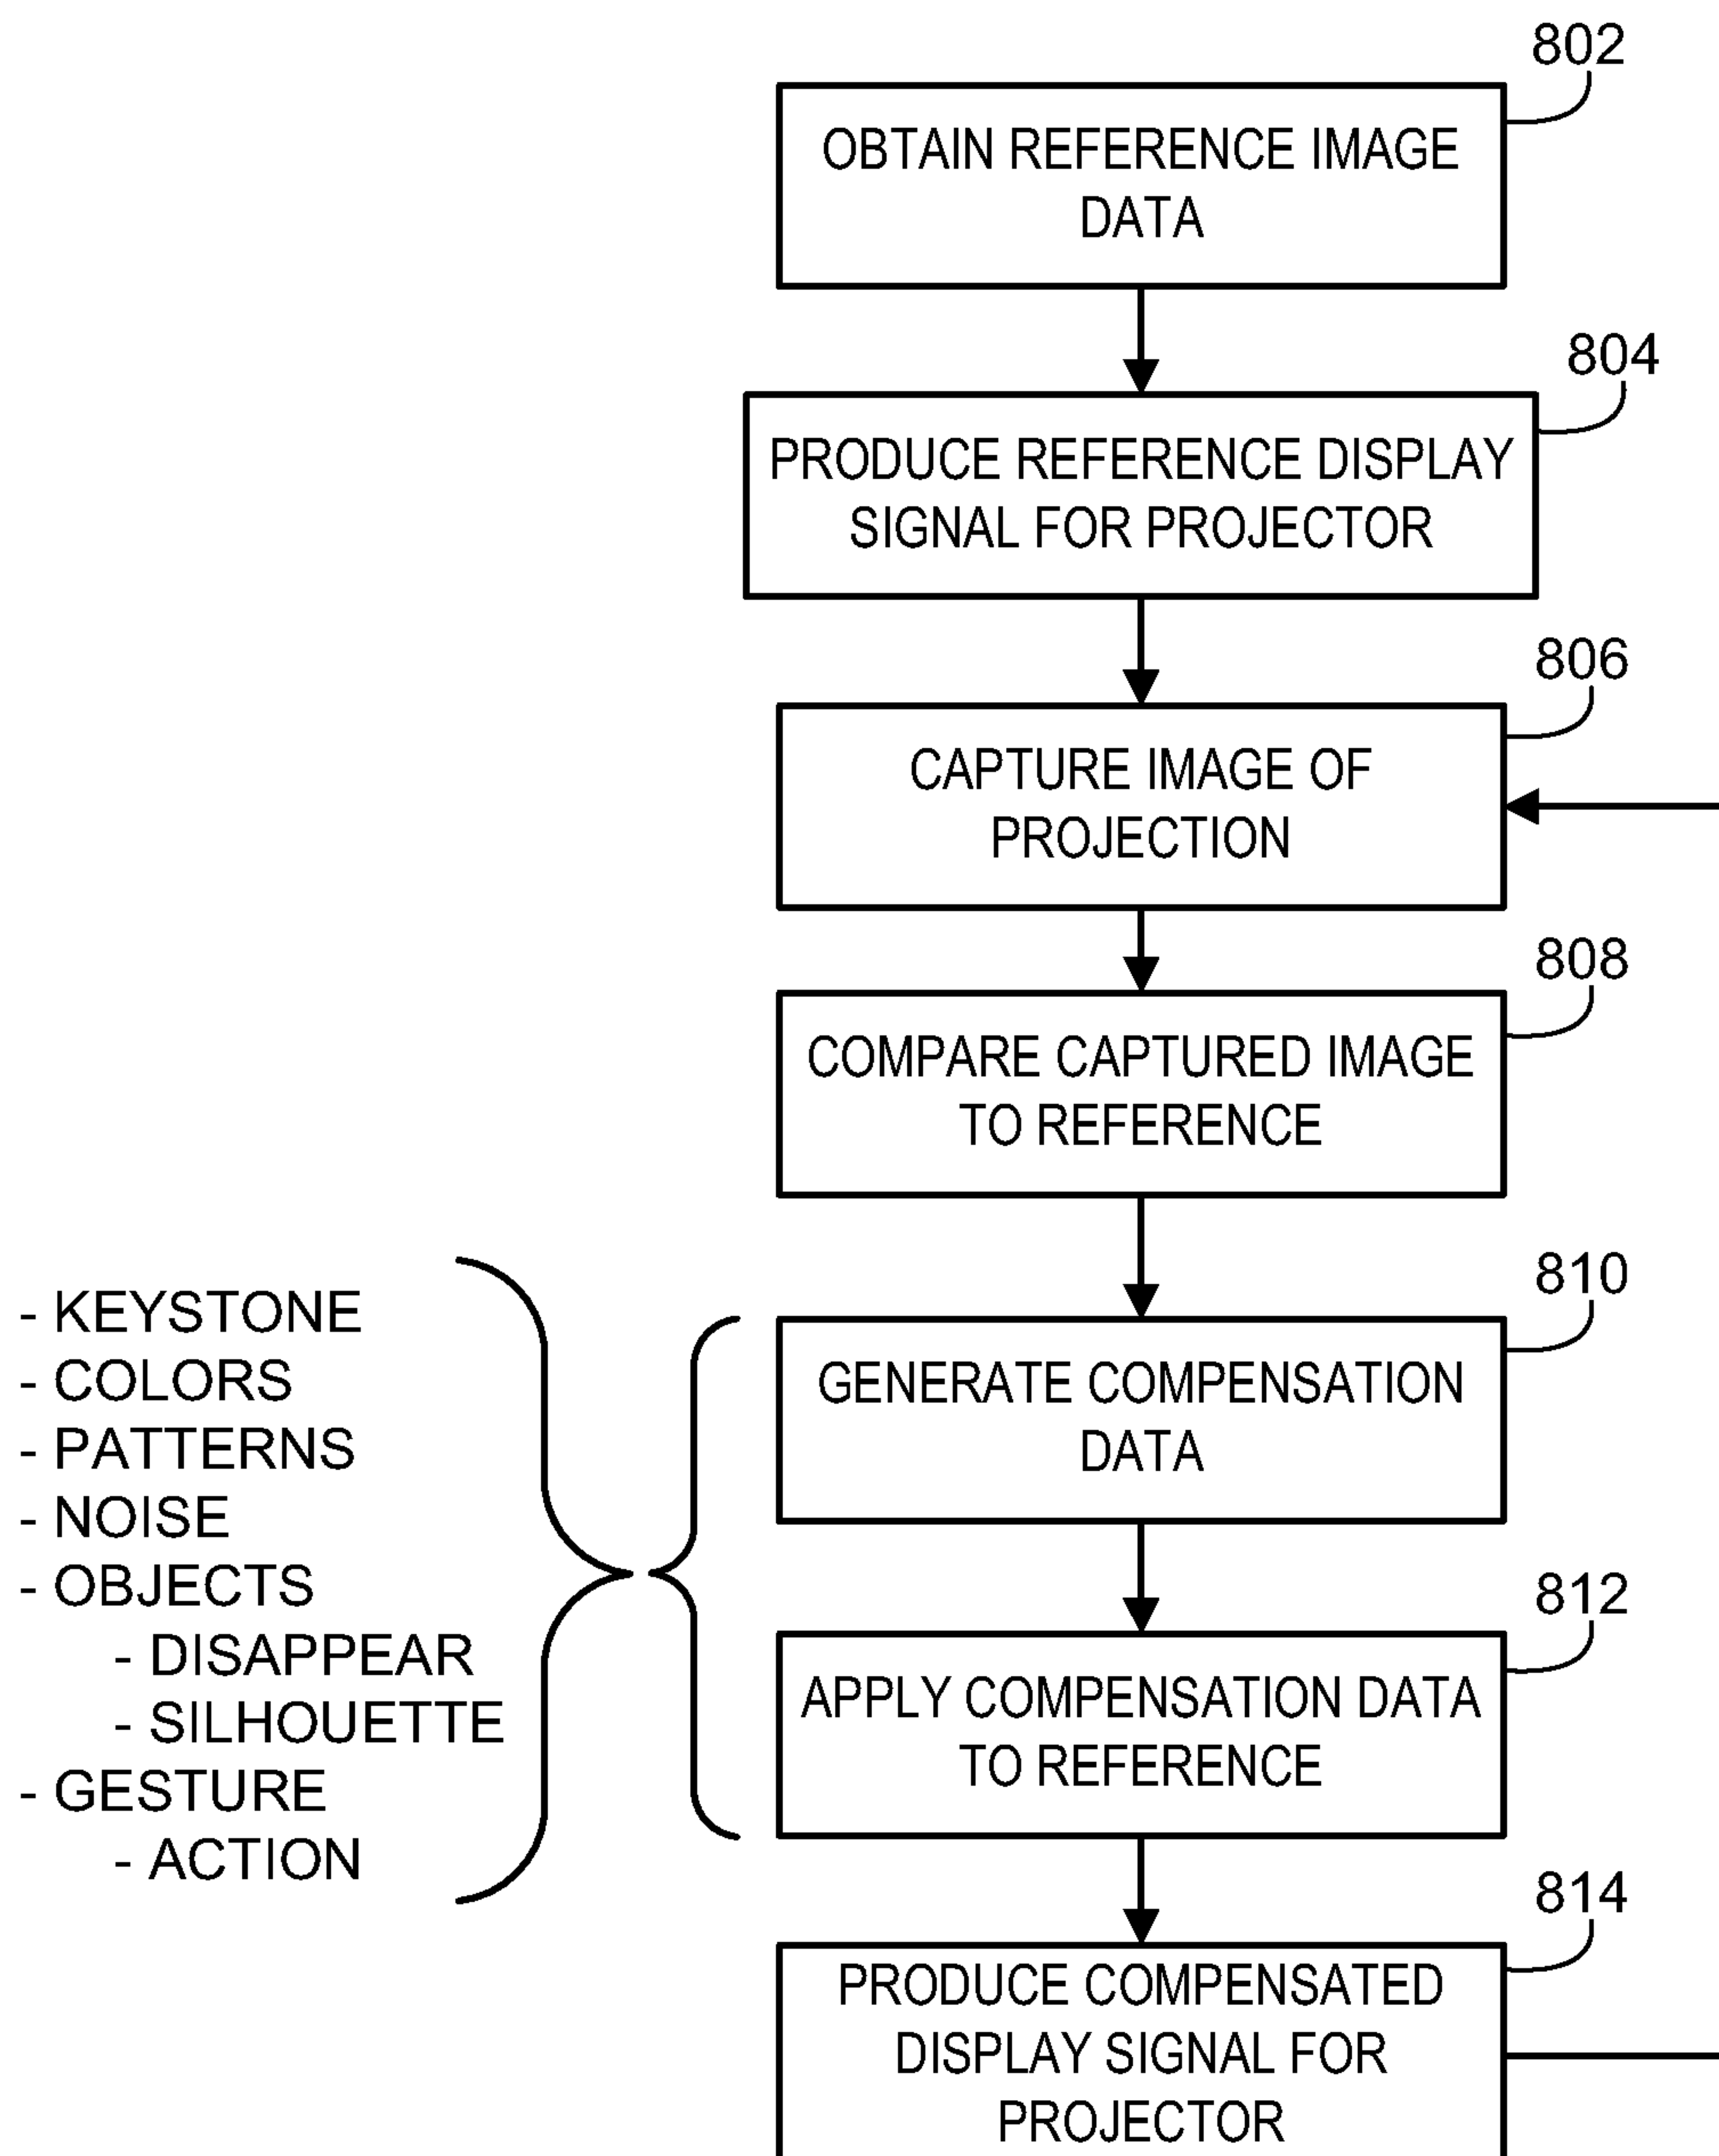 802
OBTAIN REFERENCE IMAGE
DATA
804
PRODUCE REFERENCE DISPLAY
SIGNAL FOR PROJECTOR
806
CAPTURE IMAGE OF
PROJECTION
808
COMPARE CAPTURED IMAGE
TO REFERENCE
810
GENERATE COMPENSATION
DATA
- KEYSTONE
- COLORS
- PATTERNS
- NOISE
- OBJECTS
- DISAPPEAR
- SILHOUETTE
- GESTURE
- ACTION
812
APPLY COMPENSATION DATA
TO REFERENCE
814
PRODUCE COMPENSATED
DISPLAY SIGNAL FOR
PROJECTOR